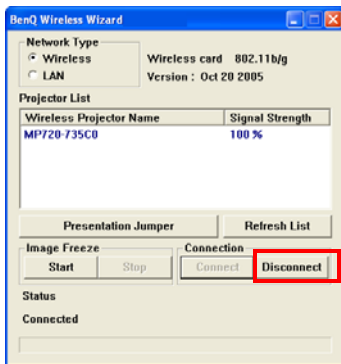 BenQ Wireless Wizard
Network Type
Wireless Wireless card 802.11b/g
LAN Version : Oct 20 2005
Projector List
Wireless Projector Name Signal Strength
MP720-735C0 100 %
Presentation Jumper Refresh List
Image Freeze Connection
Start Stop Connect Disconnect
Status
Connected